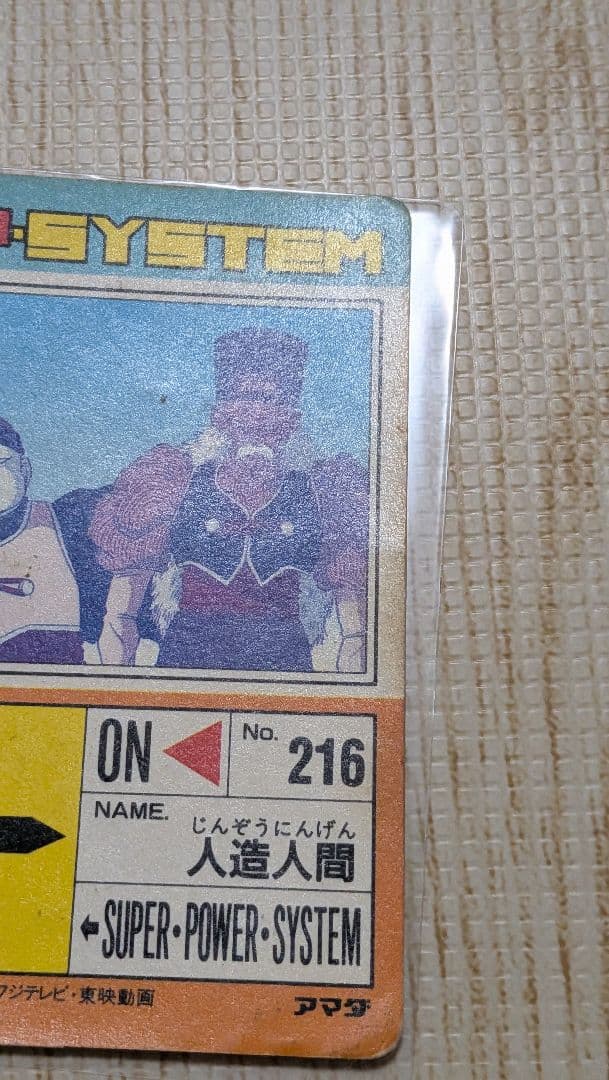 ·SYSTEM
ON
No. 216
NAME.
じんぞうにんげん
人造人間
SUPER·POWER·SYSTEM
フジテレビ・東映動画
アマダ